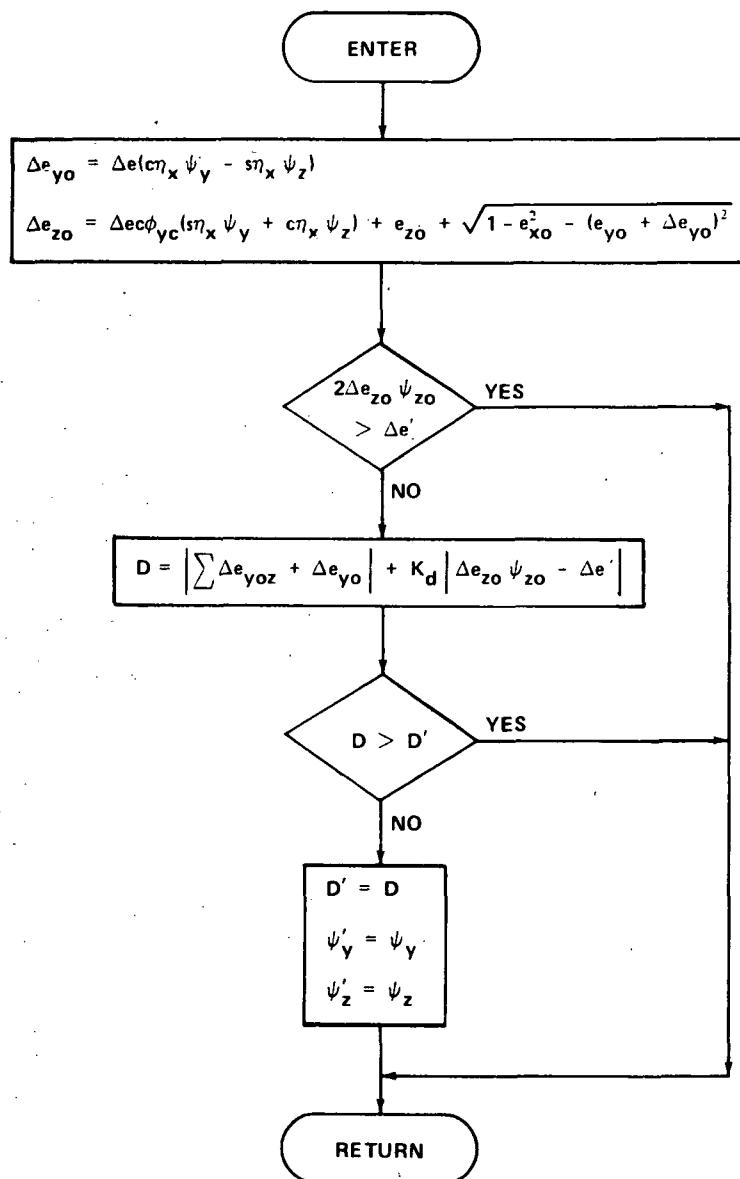 ENTER
Δe_yo = Δe(cη_x ψ_y - sη_x ψ_z)
Δe_zo = Δecφ_yc(sη_x ψ_y + cη_x ψ_z) + e_zo + √(1 - e²_xo - (e_yo + Δe_yo)²)
2Δe_zo ψ_zo
> Δe'
YES
NO
D = |∑ Δe_yoz + Δe_yo| + K_d |Δe_zo ψ_zo - Δe'|
D > D'
YES
NO
D' = D
ψ'_y = ψ_y
ψ'_z = ψ_z
RETURN